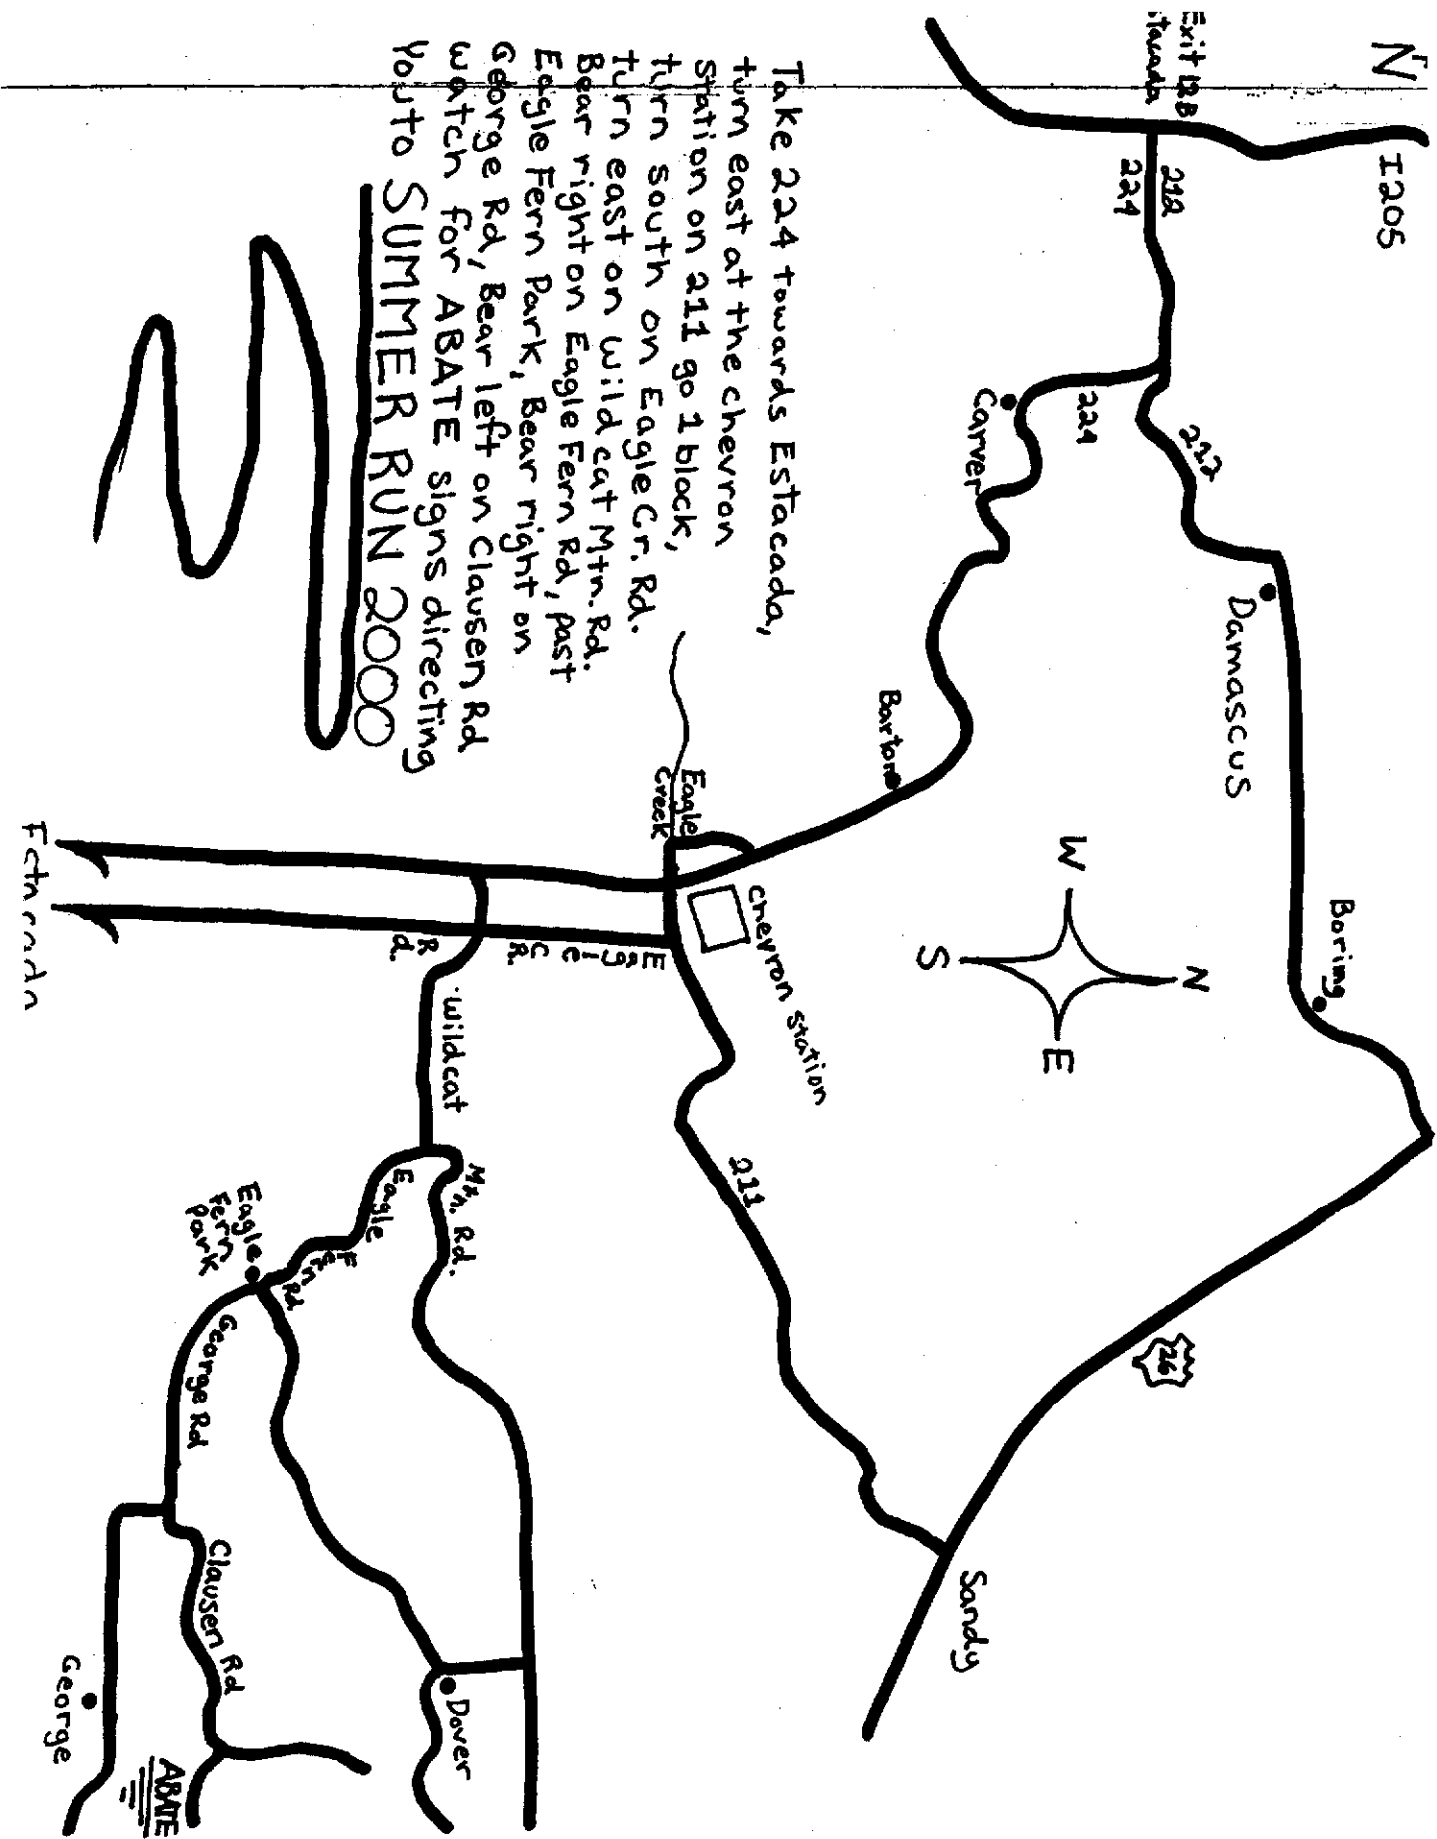 N
I205
Exit 12B
212
224
224
212
Carver
Damascus
Boring
Barton
W
N
E
S
26
Sandy
Chevron Station
211
Eagle
Creek
Eagle
Cr.
Rd.
Wildcat
Mtn. Rd.
Eagle
Fern
Rd
Eagle
Fern
Park
George Rd
Clausen Rd
Dover
George
ABATE
Take 224 towards Estacada,
turn east at the chevron
station on 211 go 1 block,
turn south on Eagle Cr. Rd.
turn east on Wildcat Mtn. Rd.
Bear right on Eagle Fern Rd, past
Eagle Fern Park, Bear right on
George Rd, Bear left on Clausen Rd
watch for ABATE signs directing
You to SUMMER RUN 2000